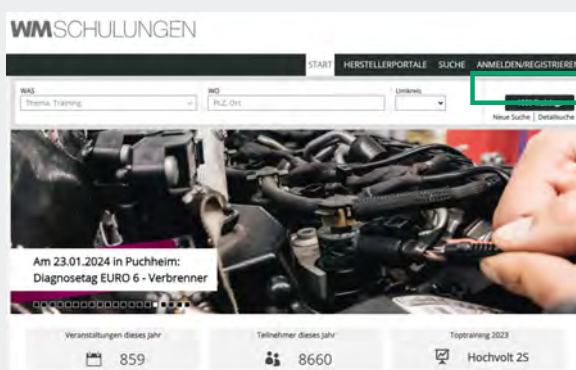 WMSCHULUNGEN
START HERSTELLERPORTALE SUCHE ANMELDEN/REGISTRIEREN
WAS WO Umkreis
Thema, Training PLZ, Ort
Neue Suche | Detailsuche
Am 23.01.2024 in Puchheim:
Diagnosetag EURO 6 - Verbrenner
Veranstaltungen dieses Jahr Teilnehmer dieses Jahr Toptraining 2023
859 8660 Hochvolt 2S